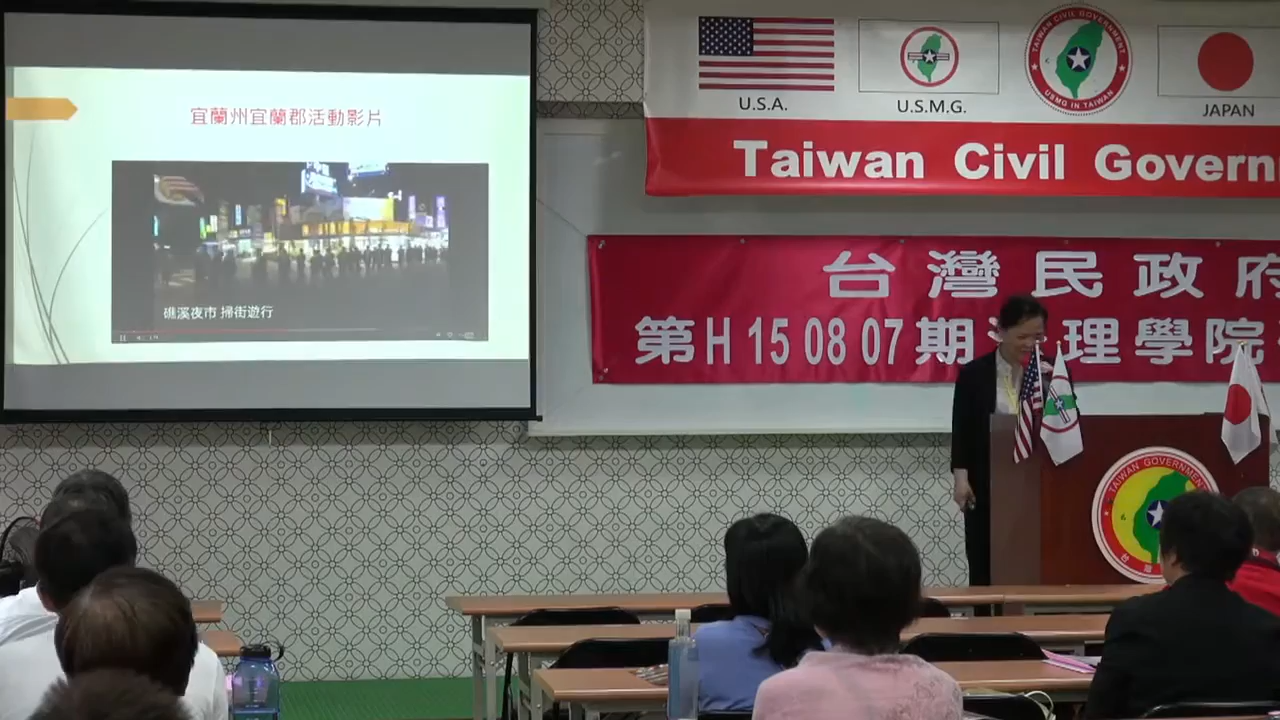 宜蘭州宜蘭郡活動影片
礁溪夜市 掃街遊行
U.S.A.
U.S.M.G.
TAIWAN CIVIL GOVERNMENT
USMG IN TAIWAN
JAPAN
Taiwan Civil Govern
台灣民政府
第H 15 08 07 期 理學院
TAIWAN GOVERNMENT
台